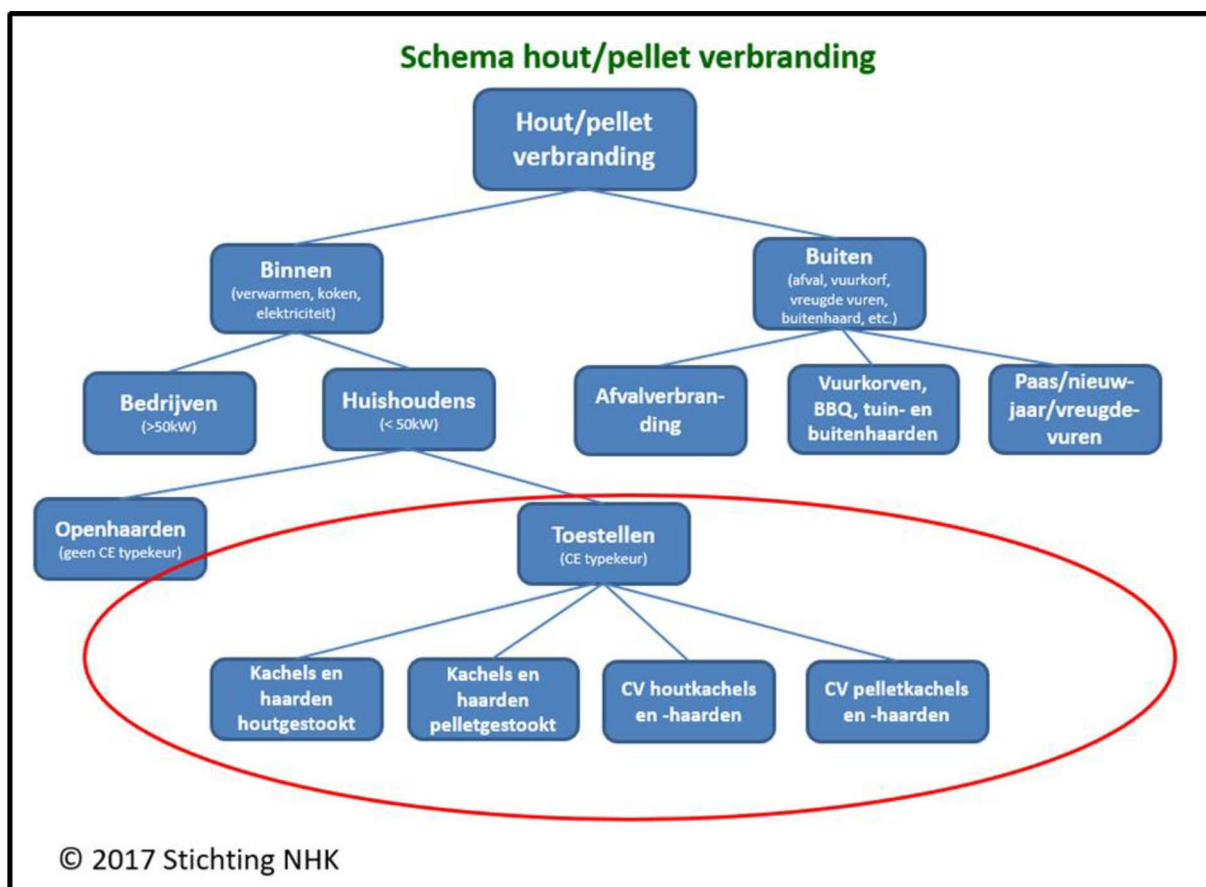 Schema hout/pellet verbranding
Hout/pellet
verbranding
Binnen
(verwarmen, koken,
elektriciteit)
Buiten
(afval, vuurkorf,
vreugde vuren,
buitenhaard, etc.)
Bedrijven
(>50kW)
Huishoudens
(< 50kW)
Afvalverbran-
ding
Vuurkorven,
BBQ, tuin- en
buitenhaarden
Paas/nieuw-
jaar/vreugde-
vuren
Openhaarden
(geen CE typekeur)
Toestellen
(CE typekeur)
Kachels en
haarden
houtgestookt
Kachels en
haarden
pelletgestookt
CV houtkachels
en -haarden
CV pelletkachels
en -haarden
© 2017 Stichting NHK